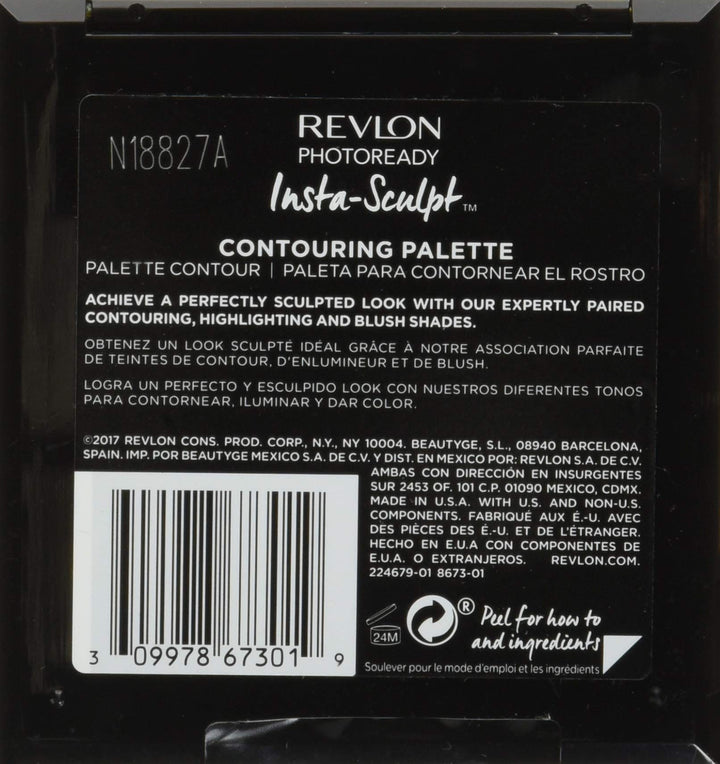 N18827A
REVLON
PHOTOREADY
Insta-Sculpt™
CONTOURING PALETTE
PALETTE CONTOUR | PALETA PARA CONTORNEAR EL ROSTRO
ACHIEVE A PERFECTLY SCULPTED LOOK WITH OUR EXPERTLY PAIRED
CONTOURING, HIGHLIGHTING AND BLUSH SHADES.
OBTENEZ UN LOOK SCULPTÉ IDÉAL GRÂCE À NOTRE ASSOCIATION PARFAITE
DE TEINTES DE CONTOUR, D'ENLUMINEUR ET DE BLUSH.
LOGRA UN PERFECTO Y ESCULPIDO LOOK CON NUESTROS DIFERENTES TONOS
PARA CONTORNEAR, ILUMINAR Y DAR COLOR.
©2017 REVLON CONS. PROD. CORP., N.Y., NY 10004. BEAUTYGE, S.L., 08940 BARCELONA,
SPAIN. IMP. POR BEAUTYGE MEXICO S.A. DE C.V. Y DIST. EN MEXICO POR: REVLON S.A. DE C.V.
AMBAS CON DIRECCIÓN EN INSURGENTES
SUR 2453 OF. 101 C.P. 01090 MEXICO, CDMX.
MADE IN U.S.A. WITH U.S. AND NON-U.S.
COMPONENTS. FABRIQUÉ AUX É.-U. AVEC
DES PIÈCES DES É.-U. ET DE L'ÉTRANGER.
HECHO EN E.U.A CON COMPONENTES DE
E.U.A. O EXTRANJEROS. REVLON.COM.
224679-01 8673-01
3 09978 67301 9
24M
®
Peel for how to
and ingredients
Soulever pour le mode d'emploi et les ingrédients